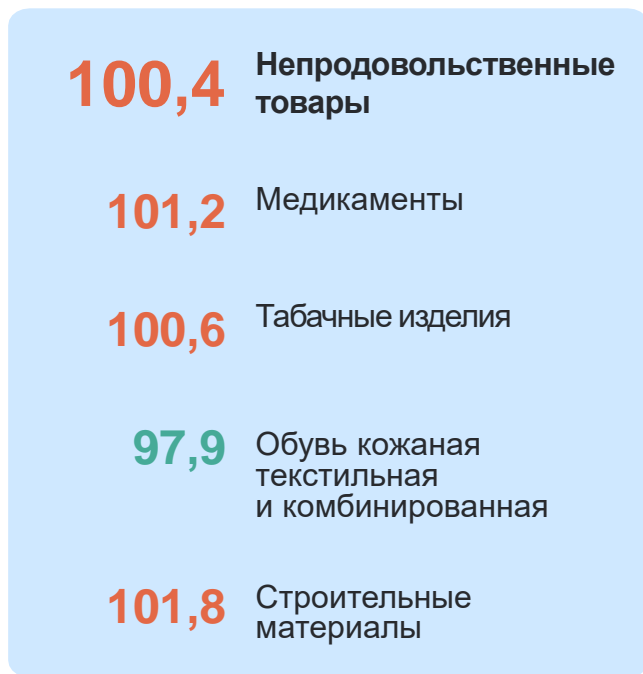 100,4 Непродовольственные
товары
101,2 Медикаменты
100,6 Табачные изделия
97,9 Обувь кожаная
текстильная
и комбинированная
101,8 Строительные
материалы